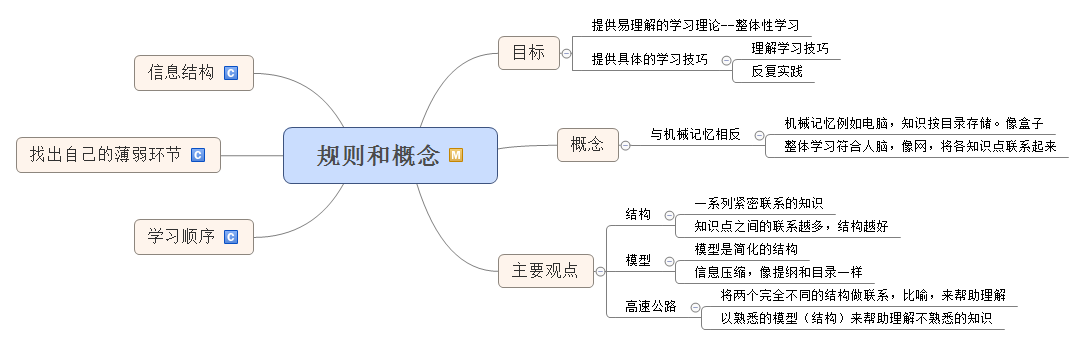 规则和概念 M
目标
提供易理解的学习理论--整体性学习
提供具体的学习技巧
理解学习技巧
反复实践
概念
与机械记忆相反
机械记忆例如电脑，知识按目录存储。像盒子
整体学习符合人脑，像网，将各知识点联系起来
主要观点
结构
一系列紧密联系的知识
知识点之间的联系越多，结构越好
模型
模型是简化的结构
信息压缩，像提纲和目录一样
高速公路
将两个完全不同的结构做联系，比喻，来帮助理解
以熟悉的模型（结构）来帮助理解不熟悉的知识
信息结构 C
找出自己的薄弱环节 C
学习顺序 C